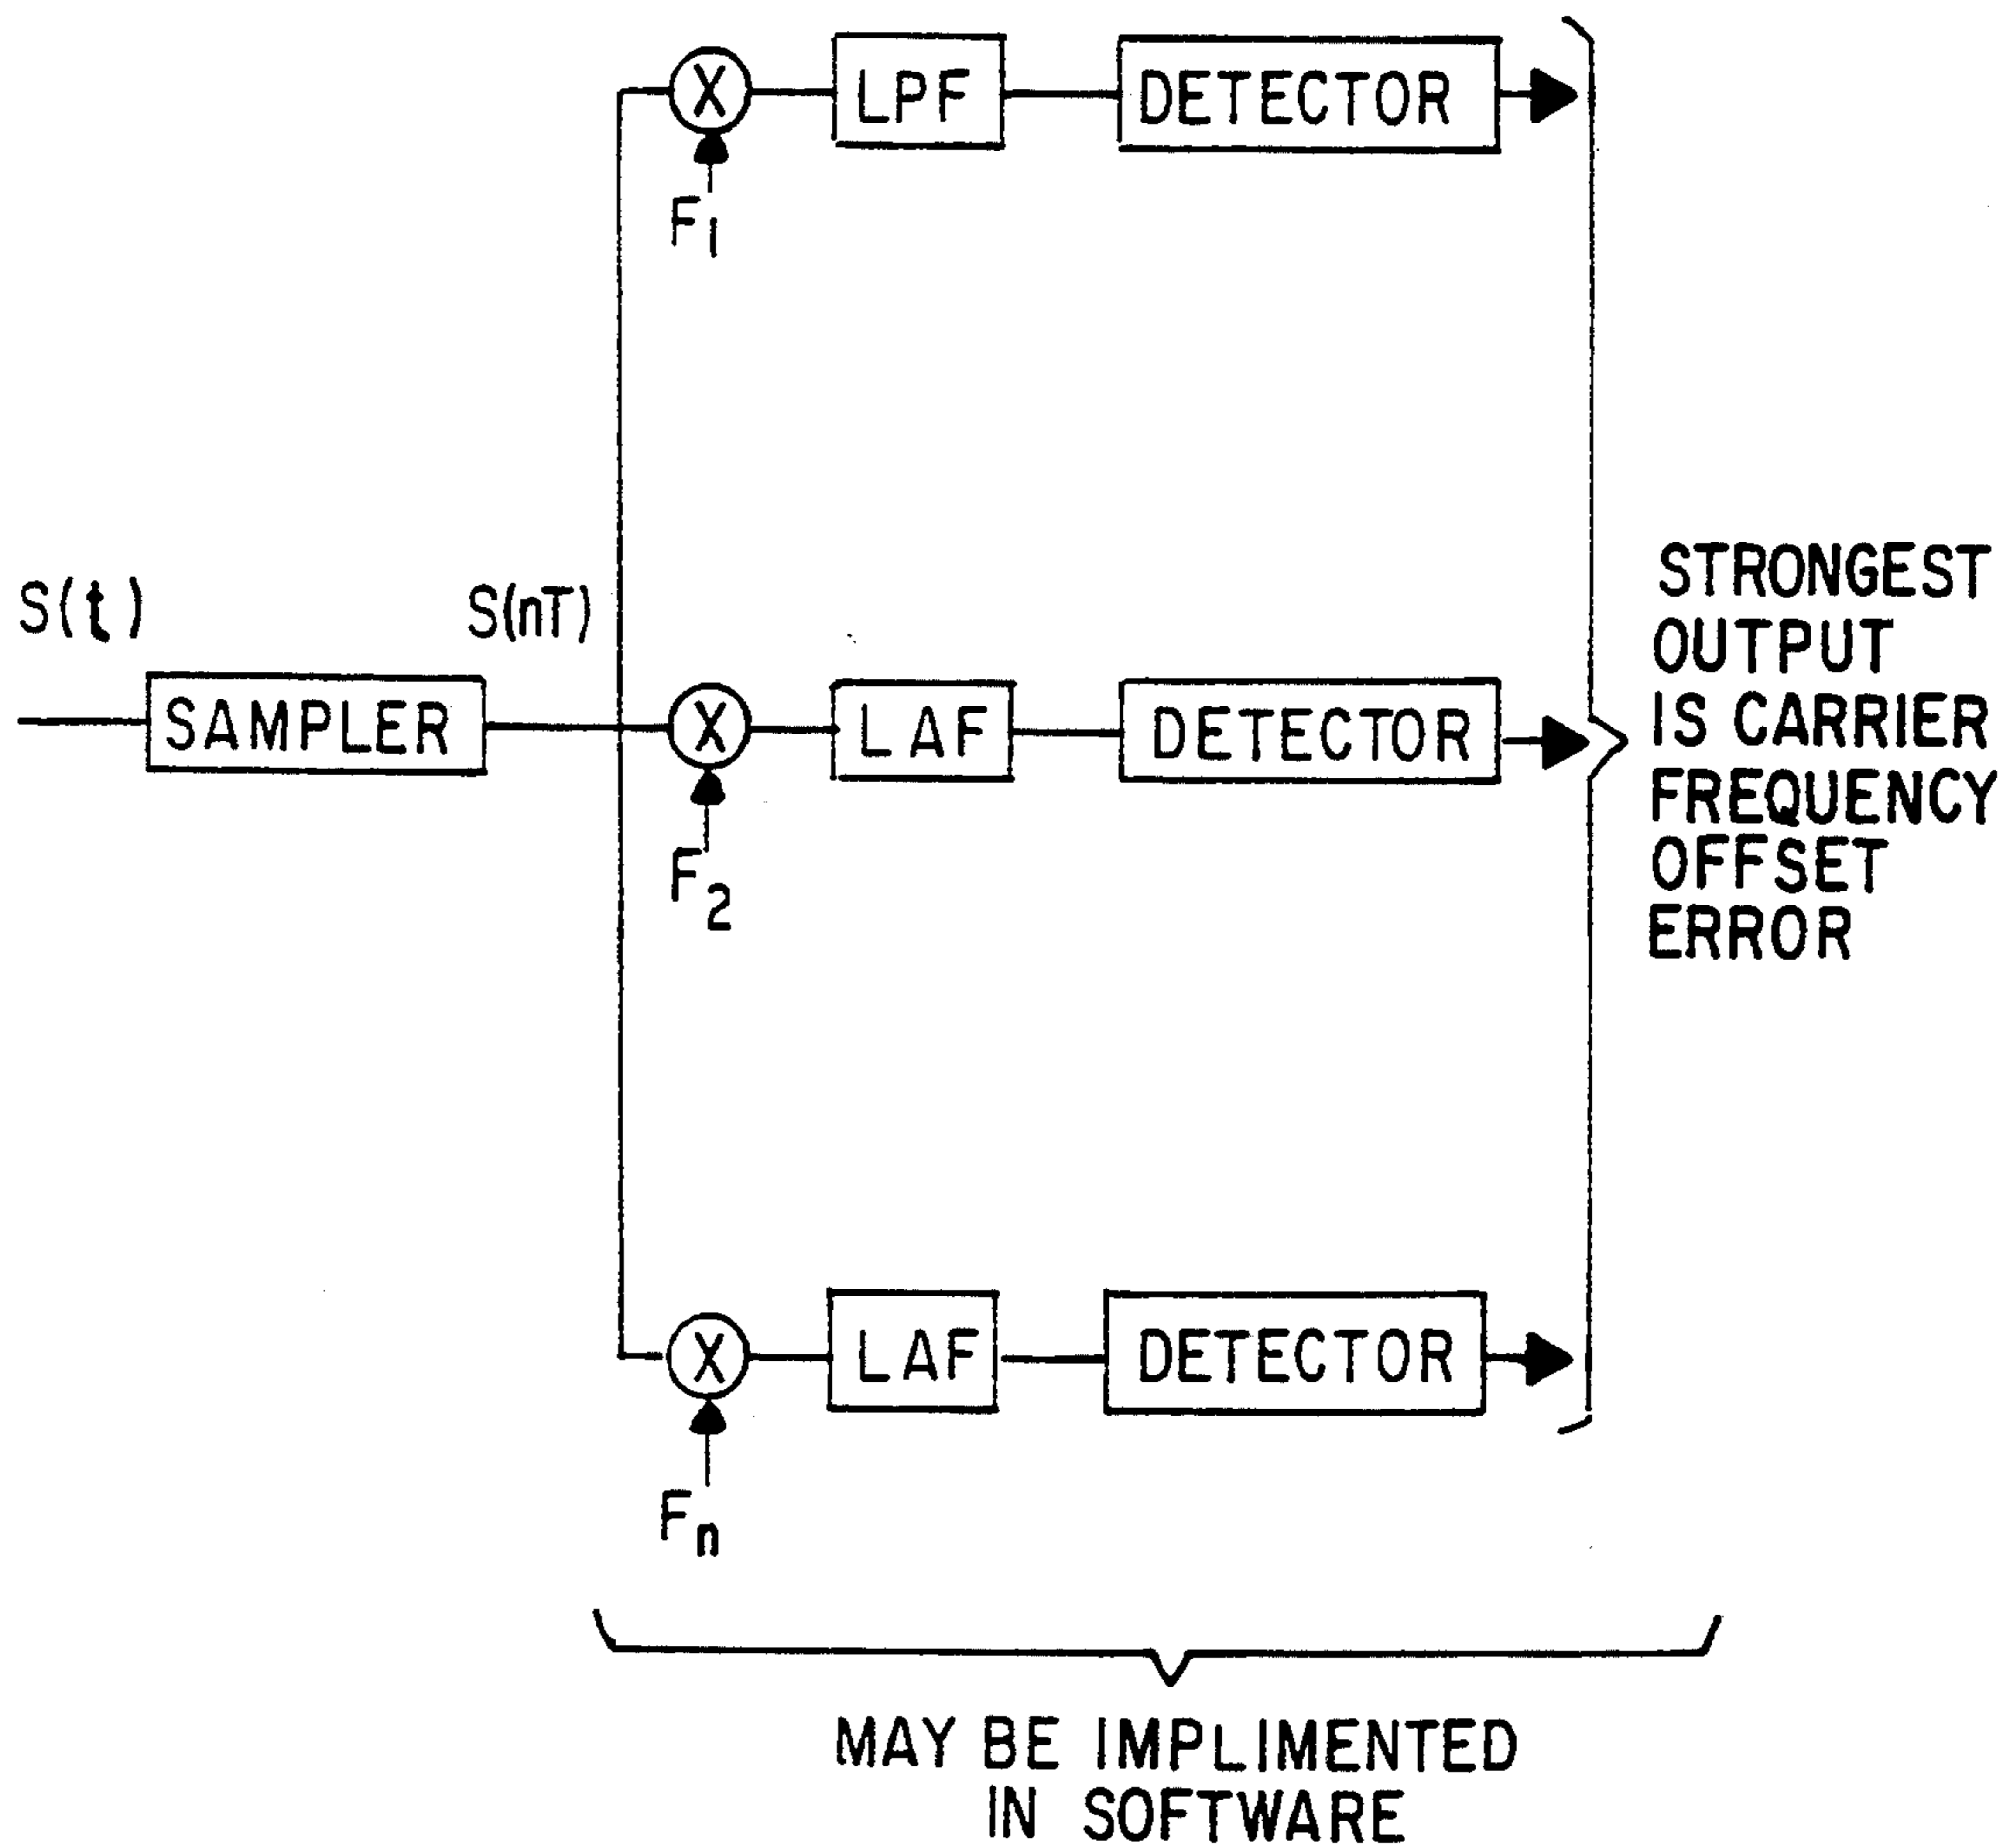 X
LPF
DETECTOR
F1
S(t)
S(nT)
SAMPLER
X
LAF
DETECTOR
F2
STRONGEST
OUTPUT
IS CARRIER
FREQUENCY
OFFSET
ERROR
X
LAF
DETECTOR
Fn
MAY BE IMPLIMENTED
IN SOFTWARE